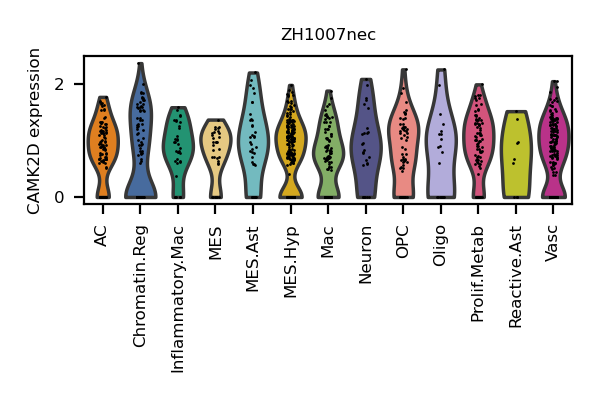 ZH1007nec
CAMK2D expression
2
0
AC
Chromatin.Reg
Inflammatory.Mac
MES
MES.Ast
MES.Hyp
Mac
Neuron
OPC
Oligo
Prolif.Metab
Reactive.Ast
Vasc